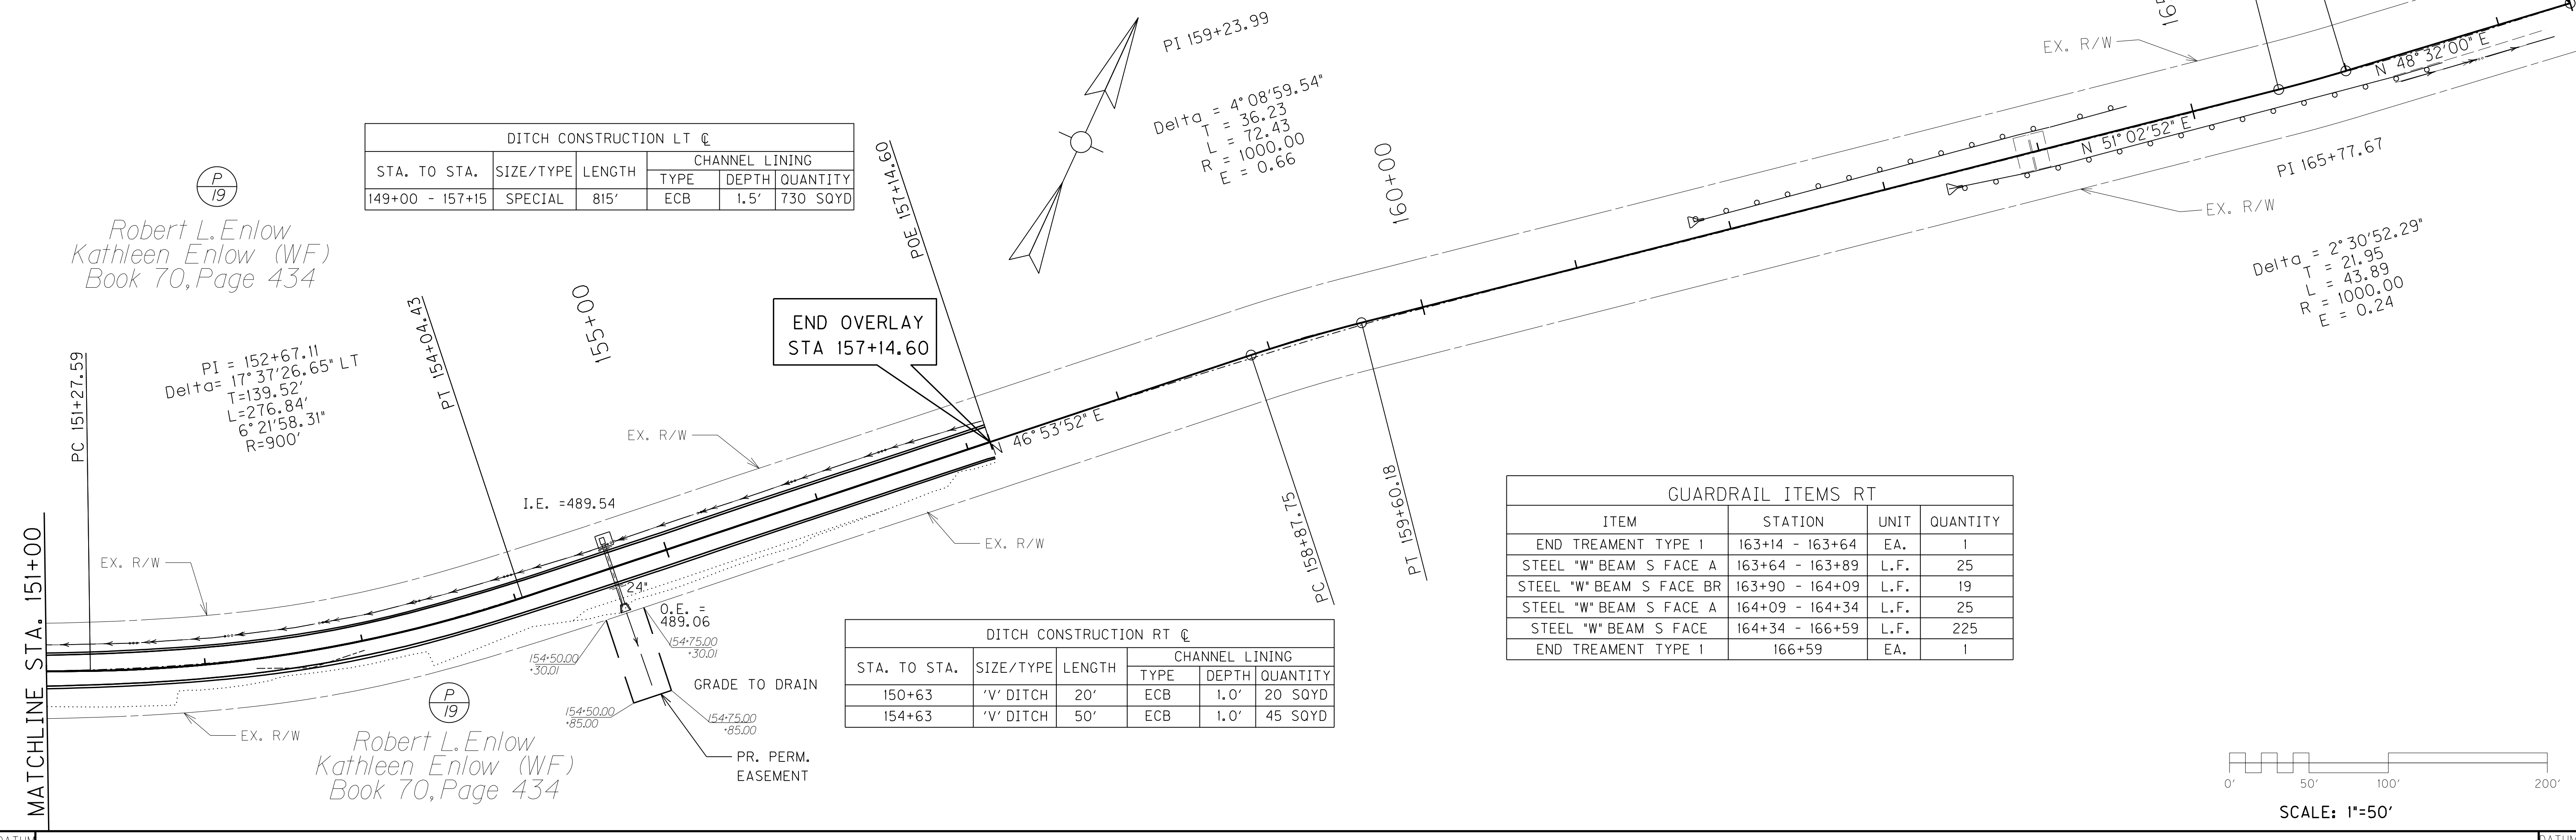 PI 159+23.99
Delta = 4°08'59.54"
T = 36.23
L = 72.43
R = 1000.00
E = 0.66
EX. R/W
N 48°32'00" E
N 51°02'52" E
PI 165+77.67
EX. R/W
Delta = 2°30'52.29"
T = 21.95
L = 43.89
R = 1000.00
E = 0.24
DITCH CONSTRUCTION LT ℄
STA. TO STA. SIZE/TYPE LENGTH CHANNEL LINING
TYPE DEPTH QUANTITY
149+00 - 157+15 SPECIAL 815' ECB 1.5' 730 SQYD
P
19
Robert L. Enlow
Kathleen Enlow (WF)
Book 70, Page 434
POE 157+14.60
160+00
155+00
PT 154+04.43
END OVERLAY
STA 157+14.60
PC 151+27.59
PI = 152+67.11
Delta= 17°37'26.65" LT
T=139.52'
L=276.84'
6°21'58.31"
R=900'
EX. R/W
N 46°53'52" E
I.E. =489.54
EX. R/W
EX. R/W
24"
O.E. =
489.06
154+75.00
+30.01
154+50.00
+30.01
PC 158+87.75
PT 159+60.18
GUARDRAIL ITEMS RT
ITEM STATION UNIT QUANTITY
END TREAMENT TYPE 1 163+14 - 163+64 EA. 1
STEEL "W" BEAM S FACE A 163+64 - 163+89 L.F. 25
STEEL "W" BEAM S FACE BR 163+90 - 164+09 L.F. 19
STEEL "W" BEAM S FACE A 164+09 - 164+34 L.F. 25
STEEL "W" BEAM S FACE 164+34 - 166+59 L.F. 225
END TREAMENT TYPE 1 166+59 EA. 1
DITCH CONSTRUCTION RT ℄
STA. TO STA. SIZE/TYPE LENGTH CHANNEL LINING
TYPE DEPTH QUANTITY
150+63 'V' DITCH 20' ECB 1.0' 20 SQYD
154+63 'V' DITCH 50' ECB 1.0' 45 SQYD
MATCHLINE STA. 151+00
GRADE TO DRAIN
154+50.00
+85.00
154+75.00
+85.00
P
19
EX. R/W
Robert L. Enlow
Kathleen Enlow (WF)
Book 70, Page 434
PR. PERM.
EASEMENT
0' 50' 100' 200'
SCALE: 1"=50'